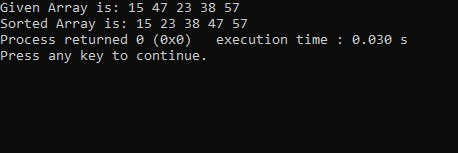 Given Array is: 15 47 23 38 57
Sorted Array is: 15 23 38 47 57
Process returned 0 (0x0)   execution time : 0.030 s
Press any key to continue.